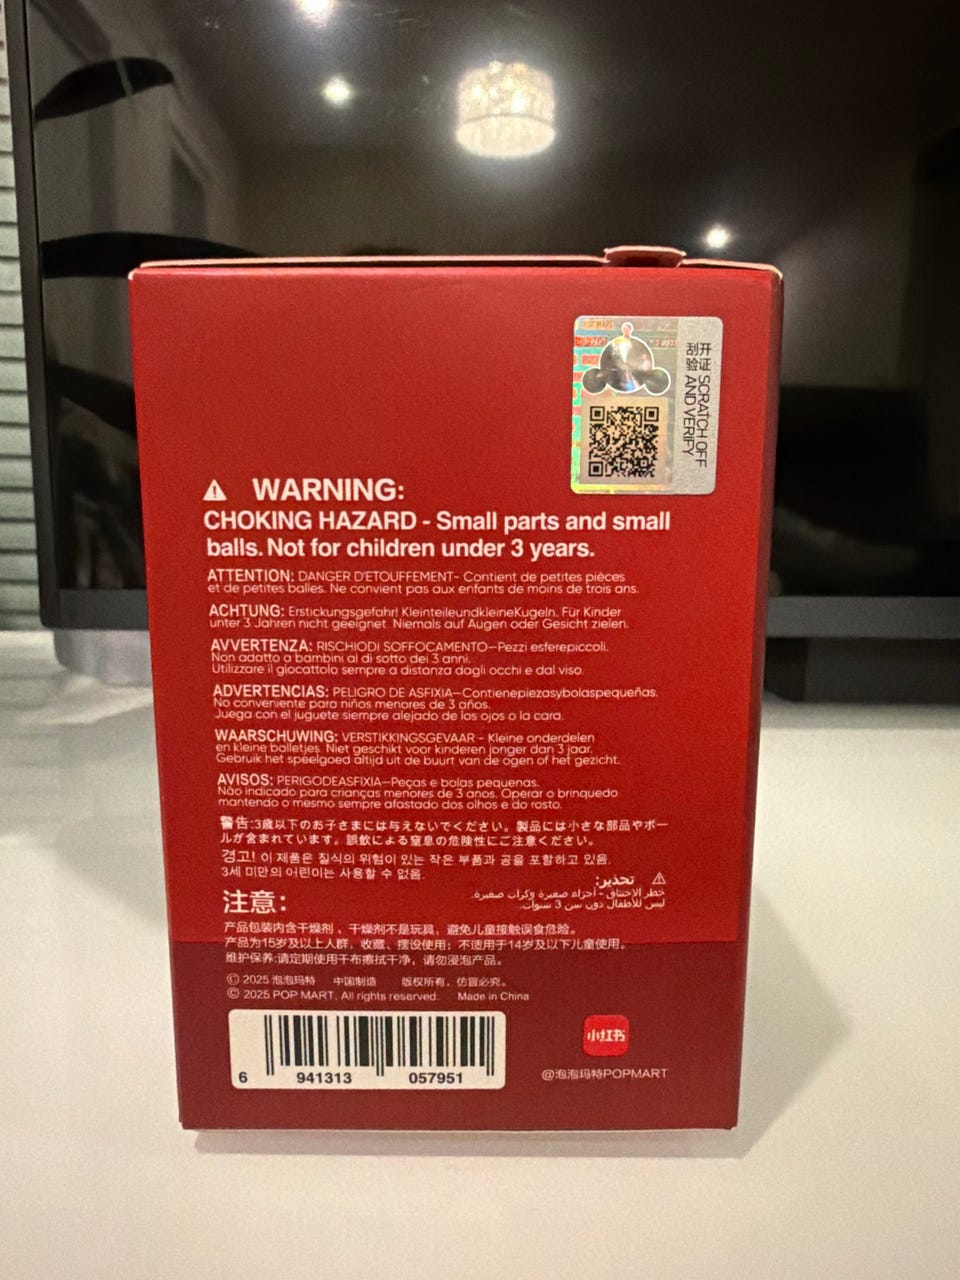 POP MART
开证 SCRATCH OFF
刮验 AND VERIFY
WARNING:
CHOKING HAZARD - Small parts and small
balls. Not for children under 3 years.
ATTENTION: DANGER D'ETOUFFEMENT- Contient de petites pièces
et de petites balles. Ne convient pas aux enfants de moins de trois ans.
ACHTUNG: Erstickungsgefahr! KleinteileundkleineKugeln. Für Kinder
unter 3 Jahren nicht geeignet Niemals auf Augen oder Gesicht zielen.
AVVERTENZA: RISCHIODI SOFFOCAMENTO—Pezzi esferepiccoli.
Non adatto a bambini al di sotto dei 3 anni.
Utilizzare il giocattolo sempre a distanza dagli occhi e dal viso.
ADVERTENCIAS: PELIGRO DE ASFIXIA—Contienepiezasybolaspequeñas.
No conveniente para niños menores de 3 años.
Juega con el juguete siempre alejado de los ojos o la cara.
WAARSCHUWING: VERSTIKKINGSGEVAAR - Kleine onderdelen
en kleine balletjes. Niet geschikt voor kinderen jonger dan 3 jaar.
Gebruik het speelgoed altijd uit de buurt van de ogen of het gezicht.
AVISOS: PERIGODEASFIXIA—Peças e bolas pequenas.
Não indicado para crianças menores de 3 anos. Operar o brinquedo
mantendo o mesmo sempre afastado dos olhos e do rosto.
警告:3歳以下のお子さまには与えないでください。製品には小さな部品やボー
ルが含まれています。誤飲による窒息の危険性にご注意ください。
경고! 이 제품은 질식의 위험이 있는 작은 부품과 공을 포함하고 있음.
3세 미만의 어린이는 사용할 수 없음.
تحذير:
خطر الاختناق - أجزاء صغيرة وكرات صغيرة.
ليس للأطفال دون سن 3 سنوات.
注意:
产品包装内含干燥剂，干燥剂不是玩具，避免儿童接触误食危险。
产品为15岁及以上人群，收藏、摆设使用；不适用于14岁及以下儿童使用。
维护保养:请定期使用干布擦拭干净，请勿浸泡产品。
© 2025 泡泡玛特 中国制造 版权所有，仿冒必究。
© 2025 POP MART. All rights reserved. Made in China
6 941313 057951
小红书
@泡泡玛特POPMART